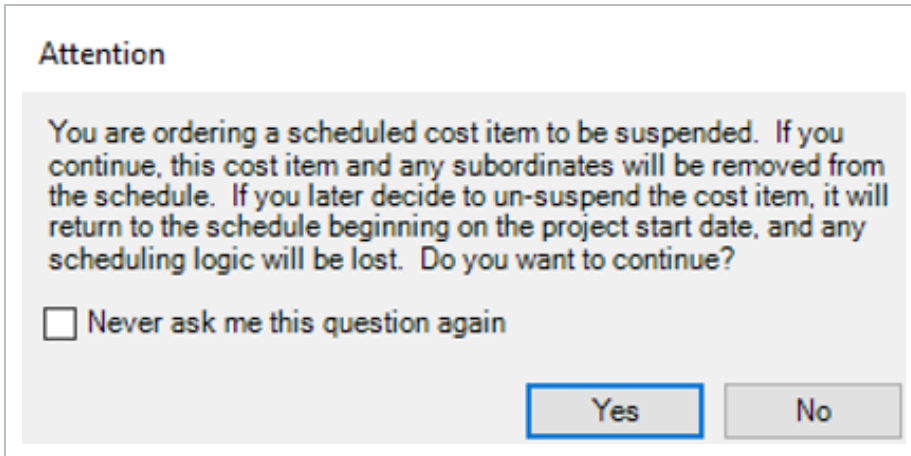 Attention
You are ordering a scheduled cost item to be suspended.  If you
continue, this cost item and any subordinates will be removed from
the schedule.  If you later decide to un-suspend the cost item, it will
return to the schedule beginning on the project start date, and any
scheduling logic will be lost.  Do you want to continue?
Never ask me this question again
Yes
No